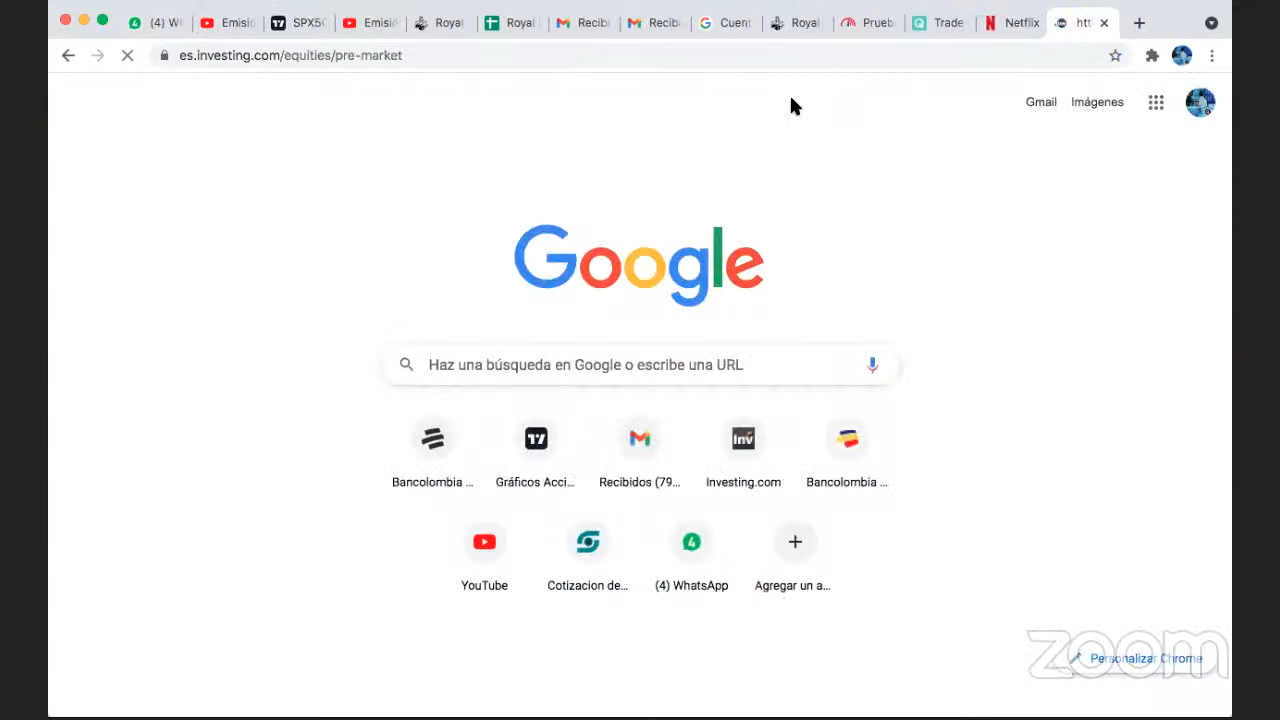 (4) W
Emisió
SPX50
Emisi
Royal
Royal
Recibi
Recibi
Cuent
Royal
Prueb
Trade
Netflix
htt
es.investing.com/equities/pre-market
Gmail
Imágenes
Google
Haz una búsqueda en Google o escribe una URL
Bancolombia ...
Gráficos Acci...
Recibidos (79...
Investing.com
Bancolombia ...
YouTube
Cotizacion de...
(4) WhatsApp
Agregar un a...
zoom
Personalizar Chrome